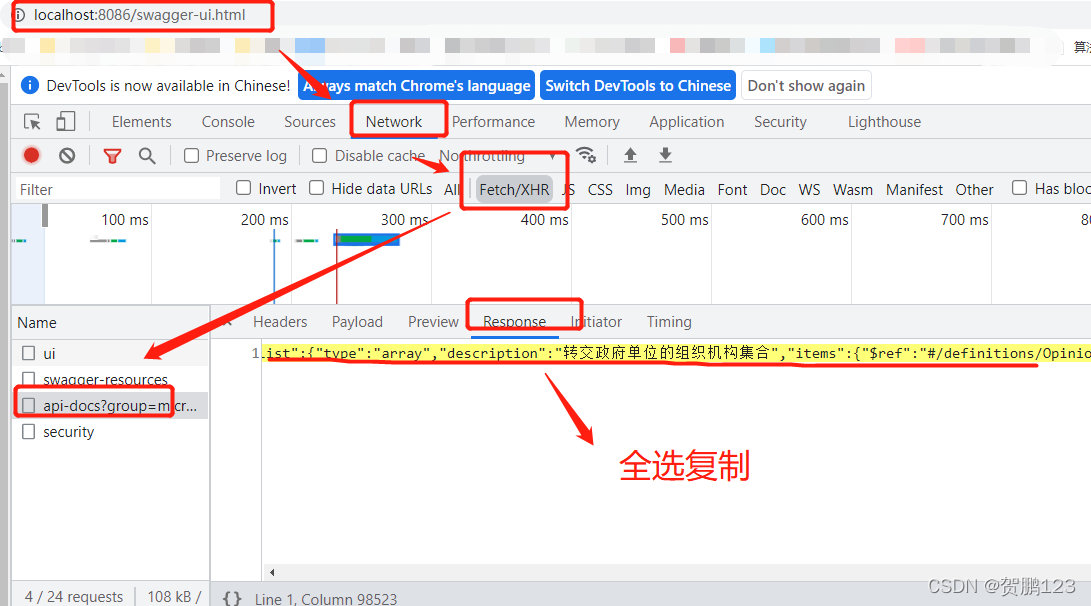 localhost:8086/swagger-ui.html
算法
DevTools is now available in Chinese! Always match Chrome's language Switch DevTools to Chinese Don't show again
Elements Console Sources Network Performance Memory Application Security Lighthouse
Preserve log Disable cache No throttling
Filter Invert Hide data URLs All Fetch/XHR JS CSS Img Media Font Doc WS Wasm Manifest Other Has bloc
100 ms 200 ms 300 ms 400 ms 500 ms 600 ms 700 ms 80
Name Headers Payload Preview Response Initiator Timing
ui
1 List":{"type":"array","description":"转交政府单位的组织机构集合","items":{"$ref":"#/definitions/Opinio
swagger-resources
api-docs?group=micr...
security
全选复制
4 / 24 requests 108 kB / {} Line 1, Column 98523
CSDN @贺鹏123